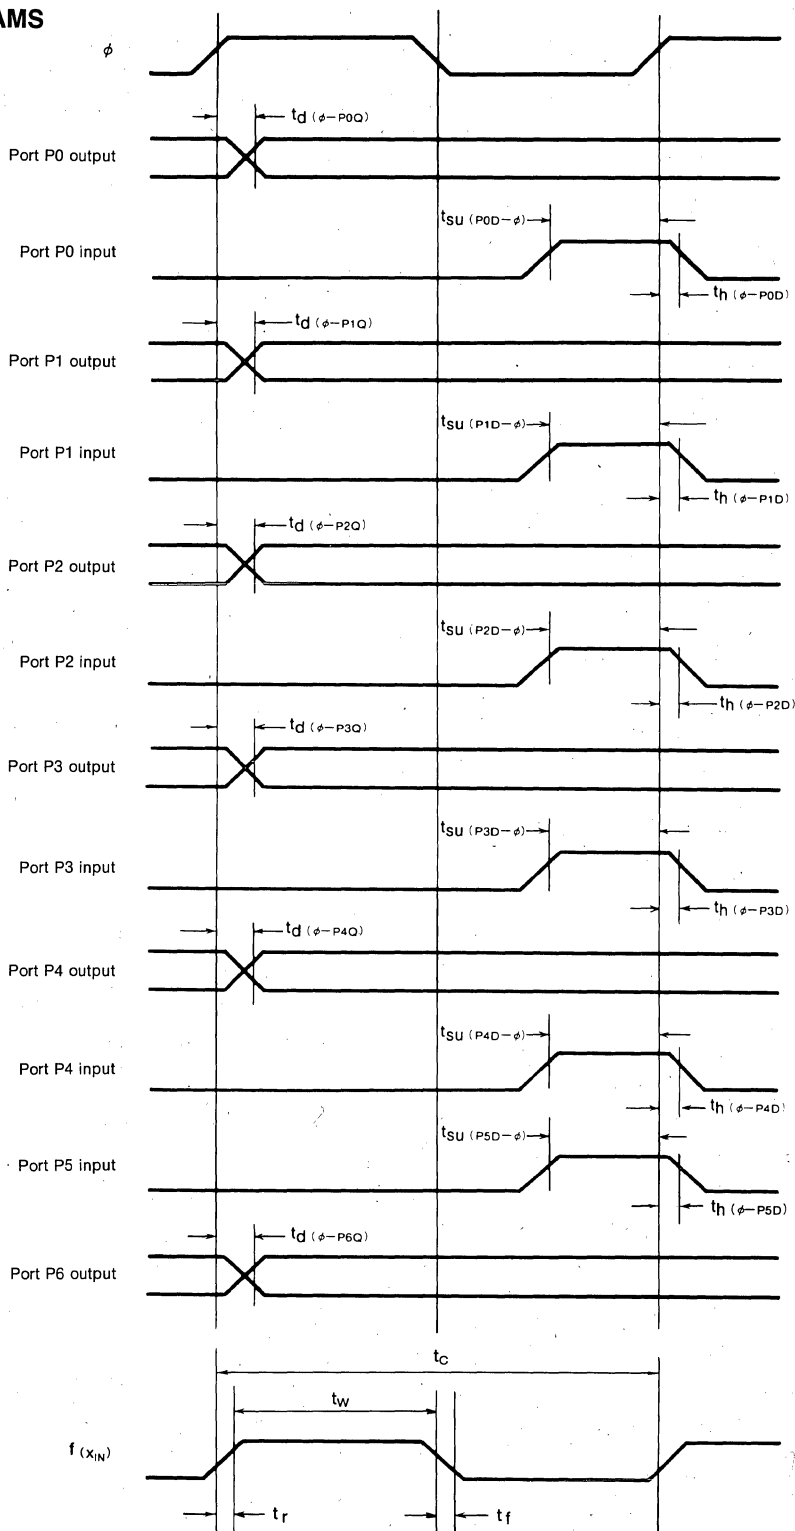 AMS
φ
td (φ−P0Q)
Port P0 output
tsu (P0D−φ)
Port P0 input
th (φ−P0D)
td (φ−P1Q)
Port P1 output
tsu (P1D−φ)
Port P1 input
th (φ−P1D)
td (φ−P2Q)
Port P2 output
tsu (P2D−φ)
Port P2 input
th (φ−P2D)
td (φ−P3Q)
Port P3 output
tsu (P3D−φ)
Port P3 input
th (φ−P3D)
td (φ−P4Q)
Port P4 output
tsu (P4D−φ)
Port P4 input
th (φ−P4D)
tsu (P5D−φ)
Port P5 input
th (φ−P5D)
td (φ−P6Q)
Port P6 output
tC
tW
f (XIN)
tr
tf